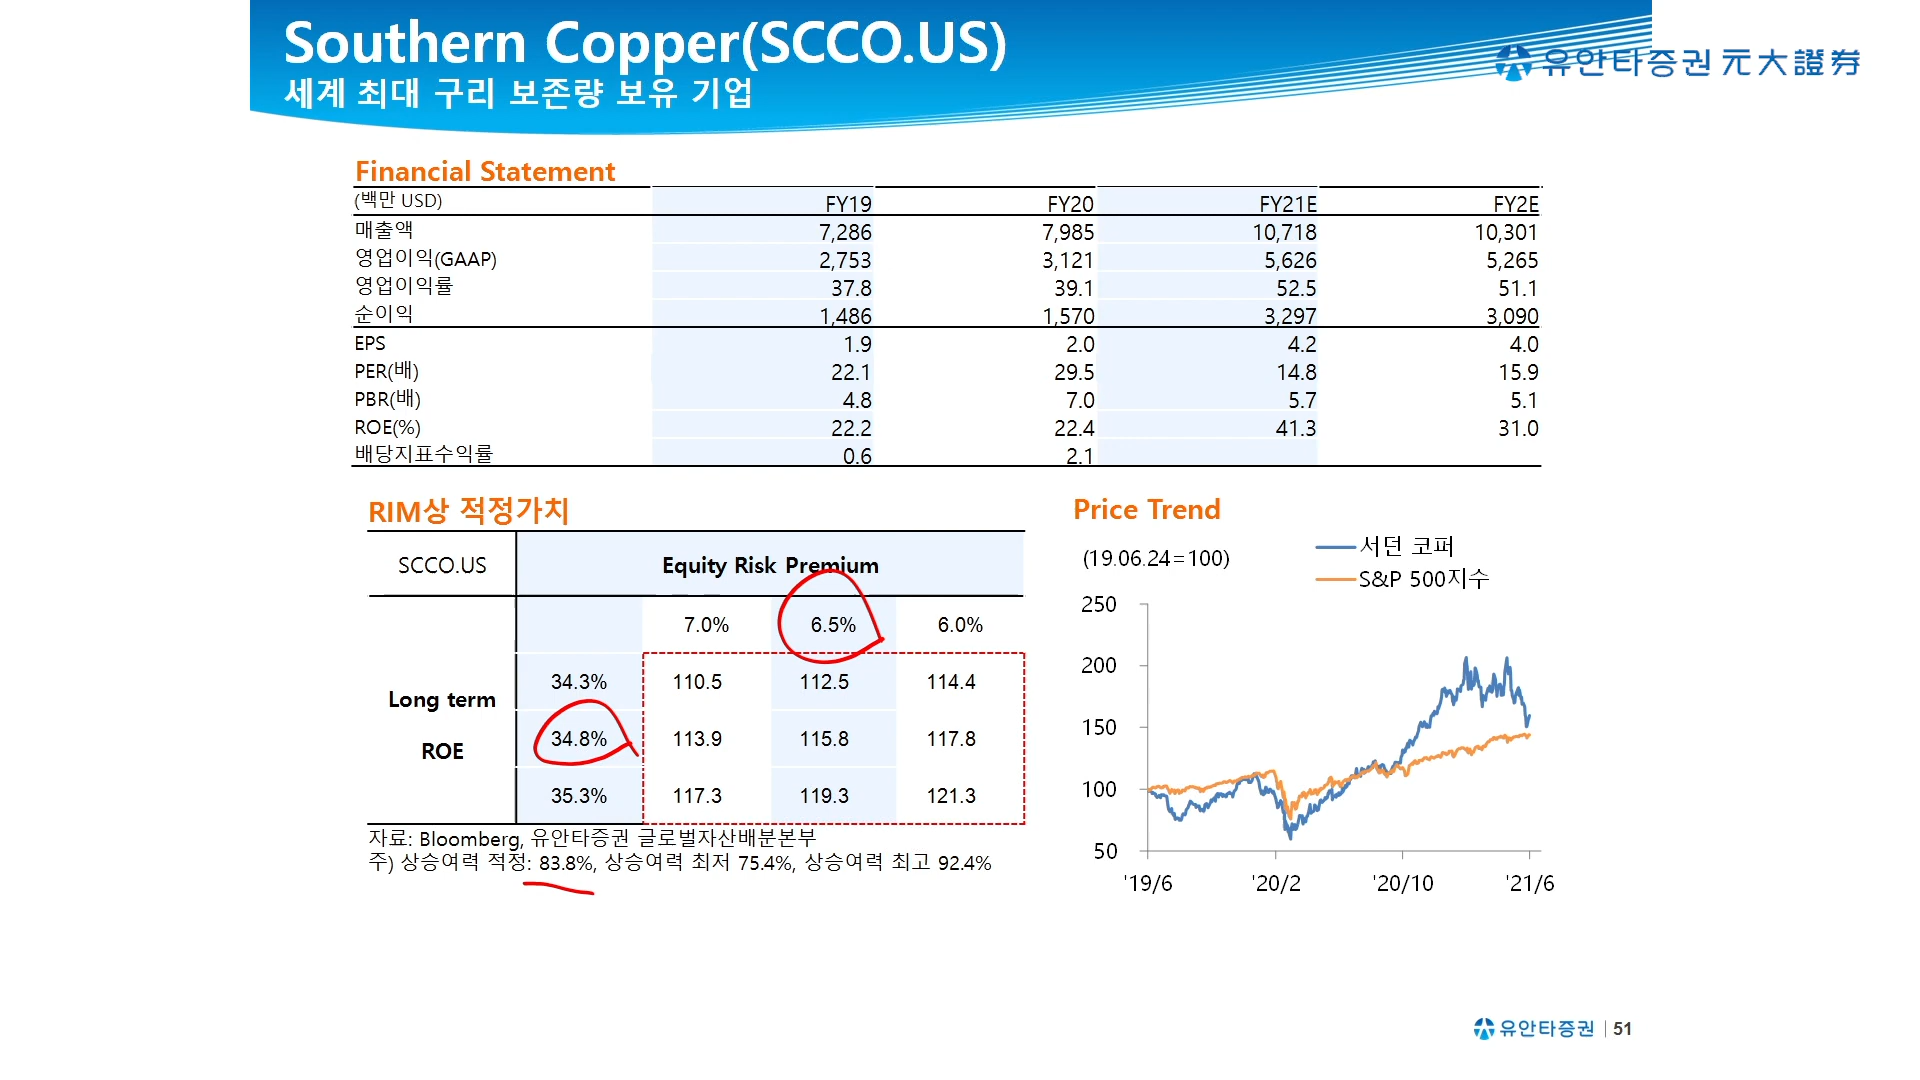 Southern Copper(SCCO.US)
세계 최대 구리 보존량 보유 기업
유안타증권 元大證券
Financial Statement
(백만 USD) FY19 FY20 FY21E FY2E
매출액 7,286 7,985 10,718 10,301
영업이익(GAAP) 2,753 3,121 5,626 5,265
영업이익률 37.8 39.1 52.5 51.1
순이익 1,486 1,570 3,297 3,090
EPS 1.9 2.0 4.2 4.0
PER(배) 22.1 29.5 14.8 15.9
PBR(배) 4.8 7.0 5.7 5.1
ROE(%) 22.2 22.4 41.3 31.0
배당지표수익률 0.6 2.1
RIM상 적정가치
SCCO.US Equity Risk Premium
7.0% 6.5% 6.0%
Long term ROE
34.3% 110.5 112.5 114.4
34.8% 113.9 115.8 117.8
35.3% 117.3 119.3 121.3
자료: Bloomberg, 유안타증권 글로벌자산배분본부
주) 상승여력 적정: 83.8%, 상승여력 최저 75.4%, 상승여력 최고 92.4%
Price Trend
(19.06.24=100)
서던 코퍼
S&P 500지수
250
200
150
100
50
'19/6 '20/2 '20/10 '21/6
유안타증권 | 51